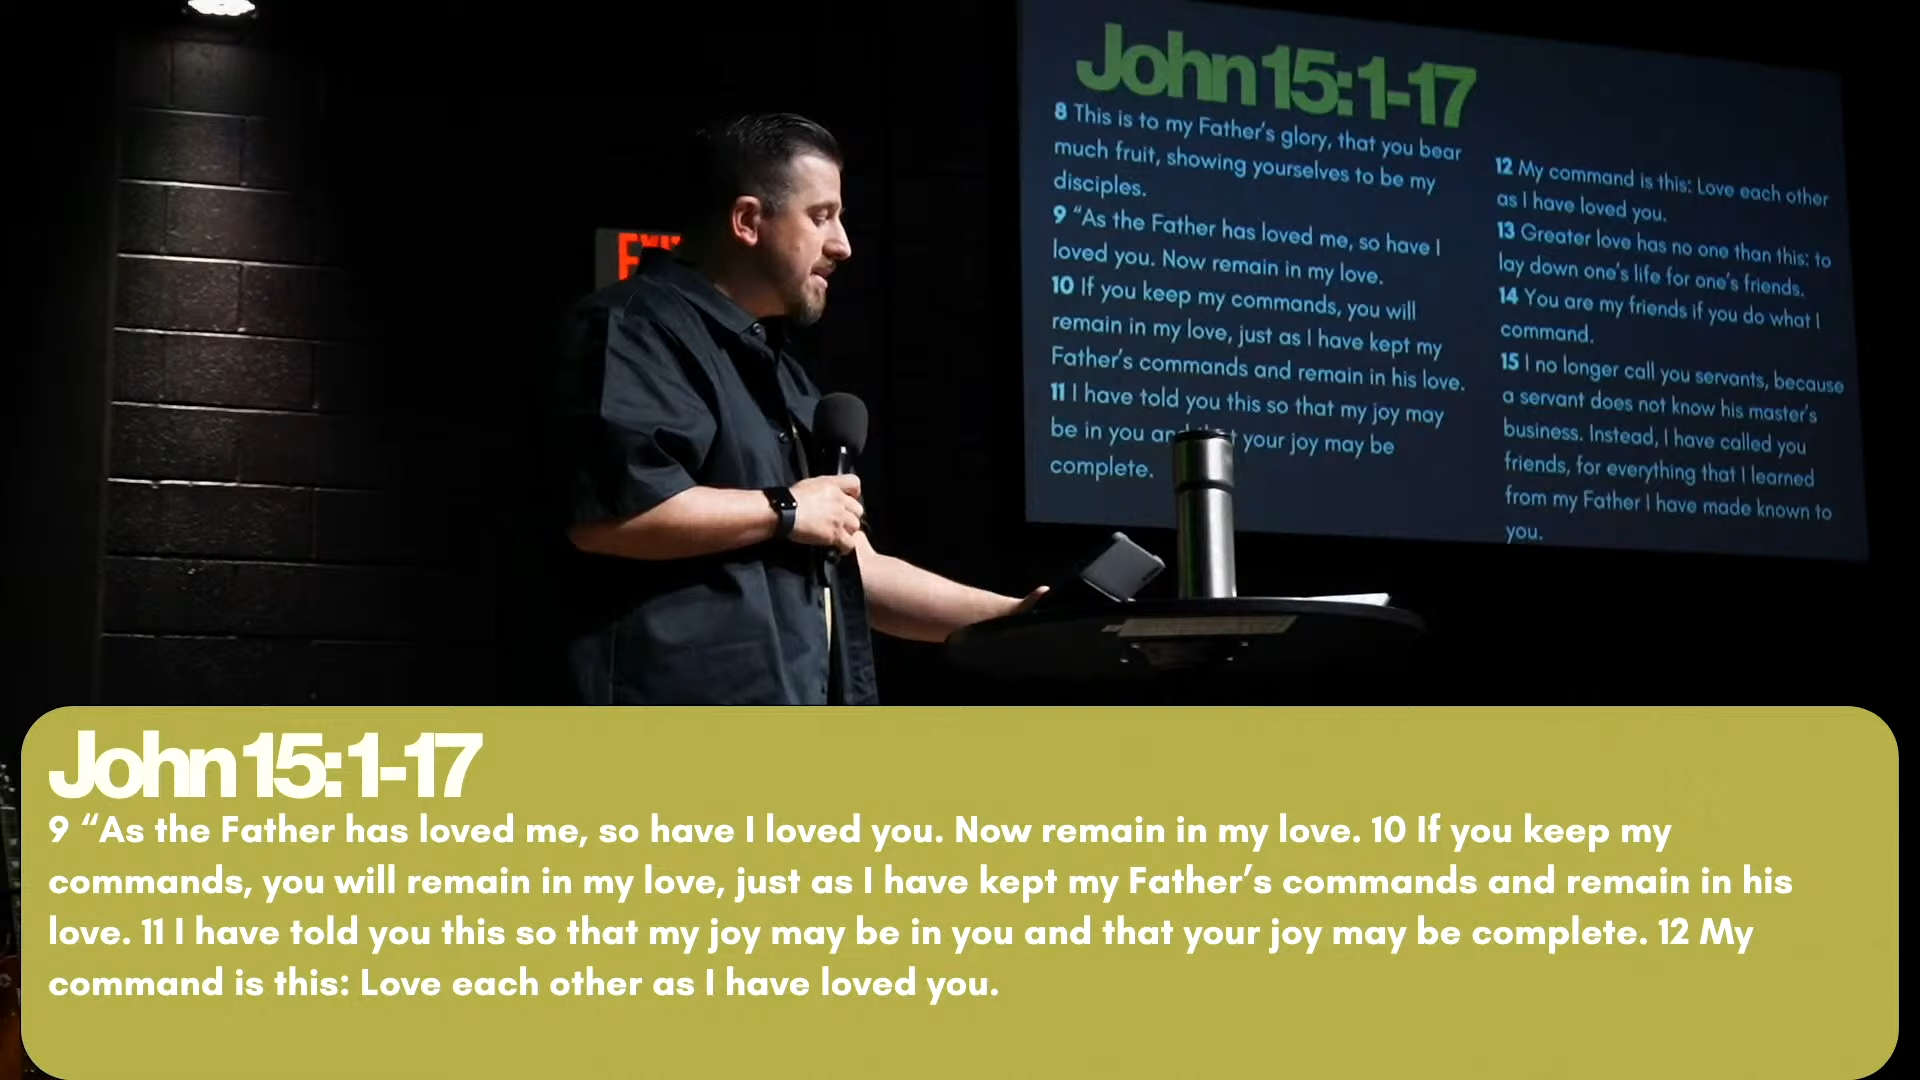 John 15:1-17
8 This is to my Father's glory, that you bear
much fruit, showing yourselves to be my
disciples.
9 “As the Father has loved me, so have I
loved you. Now remain in my love.
10 If you keep my commands, you will
remain in my love, just as I have kept my
Father's commands and remain in his love.
11 I have told you this so that my joy may
be in you and that your joy may be
complete.
12 My command is this: Love each other
as I have loved you.
13 Greater love has no one than this: to
lay down one's life for one's friends.
14 You are my friends if you do what I
command.
15 I no longer call you servants, because
a servant does not know his master's
business. Instead, I have called you
friends, for everything that I learned
from my Father I have made known to
you.
EXIT
John 15:1-17
9 “As the Father has loved me, so have I loved you. Now remain in my love. 10 If you keep my
commands, you will remain in my love, just as I have kept my Father’s commands and remain in his
love. 11 I have told you this so that my joy may be in you and that your joy may be complete. 12 My
command is this: Love each other as I have loved you.